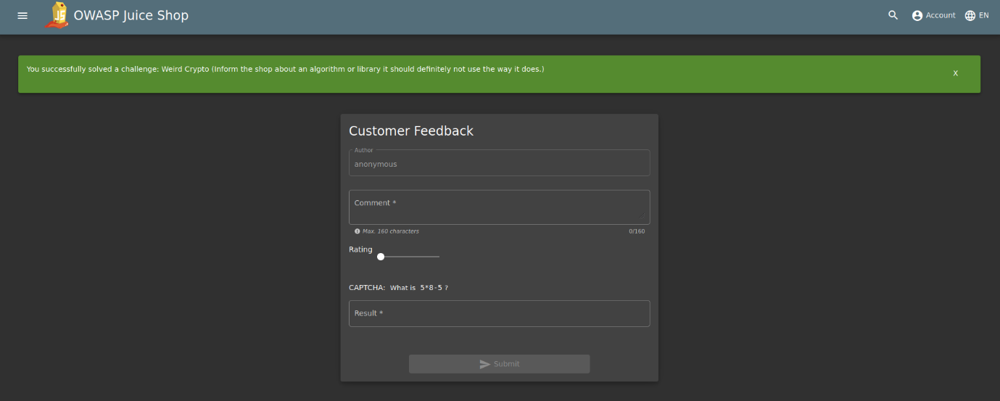 OWASP Juice Shop
Account
EN
You successfully solved a challenge: Weird Crypto (Inform the shop about an algorithm or library it should definitely not use the way it does.)
X
Customer Feedback
Author
anonymous
Comment *
Max. 160 characters
0/160
Rating
CAPTCHA: What is 5*8-5 ?
Result *
Submit